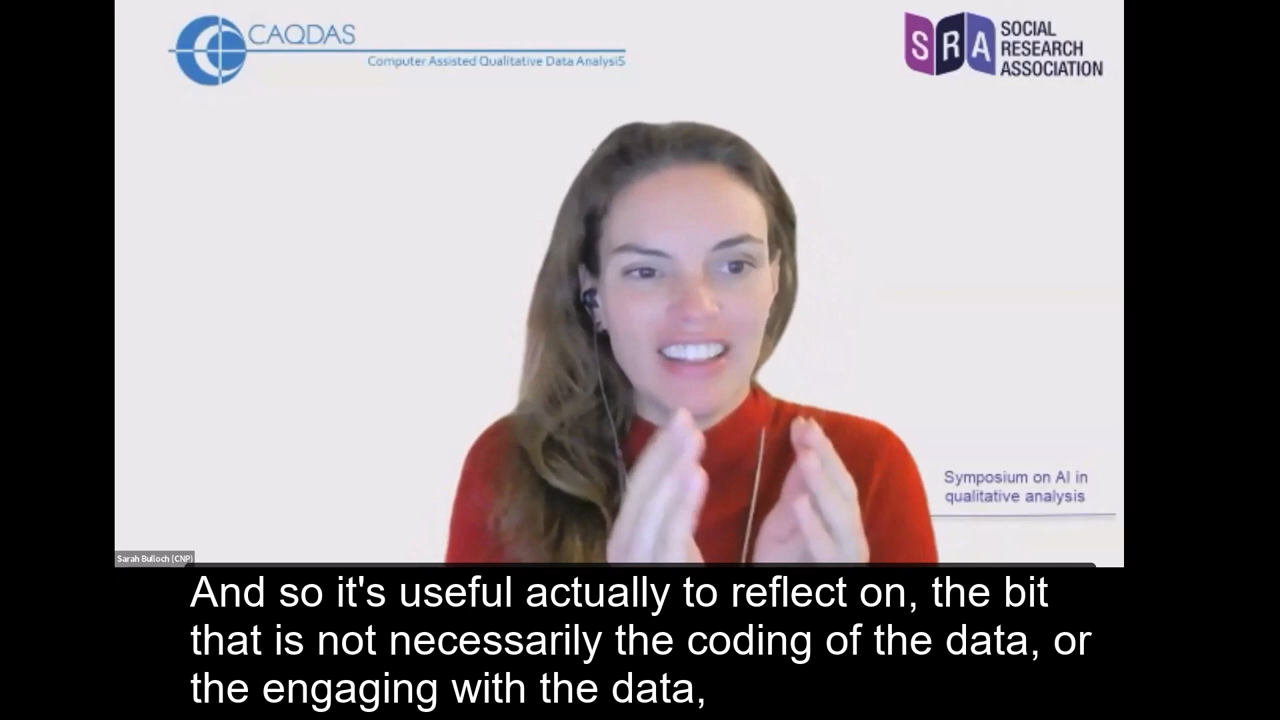 CAQDAS
Computer Assisted Qualitative Data AnalysiS
SRA
SOCIAL
RESEARCH
ASSOCIATION
Symposium on AI in
qualitative analysis
Sarah Bulloch (CNP)
And so it's useful actually to reflect on, the bit
that is not necessarily the coding of the data, or
the engaging with the data,